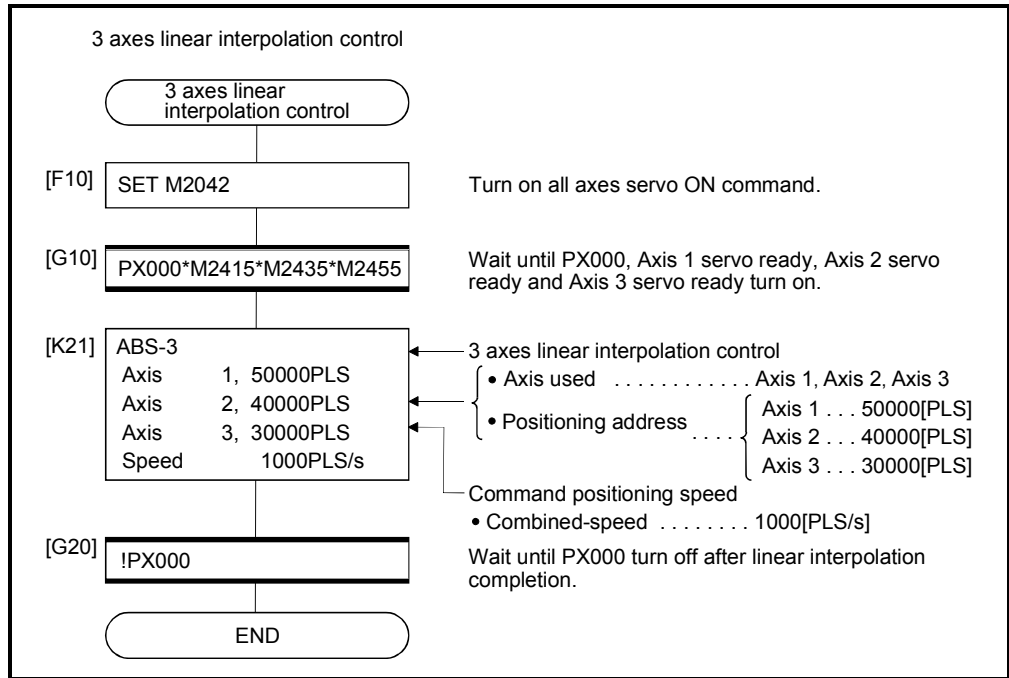 3 axes linear interpolation control
3 axes linear
interpolation control
[F10] SET M2042 Turn on all axes servo ON command.
[G10] PX000*M2415*M2435*M2455 Wait until PX000, Axis 1 servo ready, Axis 2 servo
ready and Axis 3 servo ready turn on.
[K21] ABS-3 3 axes linear interpolation control
Axis 1, 50000PLS • Axis used . . . . . . . . . . . . Axis 1, Axis 2, Axis 3
Axis 2, 40000PLS • Positioning address . . . . Axis 1 . . . 50000[PLS]
Axis 3, 30000PLS Axis 2 . . . 40000[PLS]
Speed 1000PLS/s Axis 3 . . . 30000[PLS]
Command positioning speed
• Combined-speed . . . . . . . . 1000[PLS/s]
[G20] !PX000 Wait until PX000 turn off after linear interpolation
completion.
END